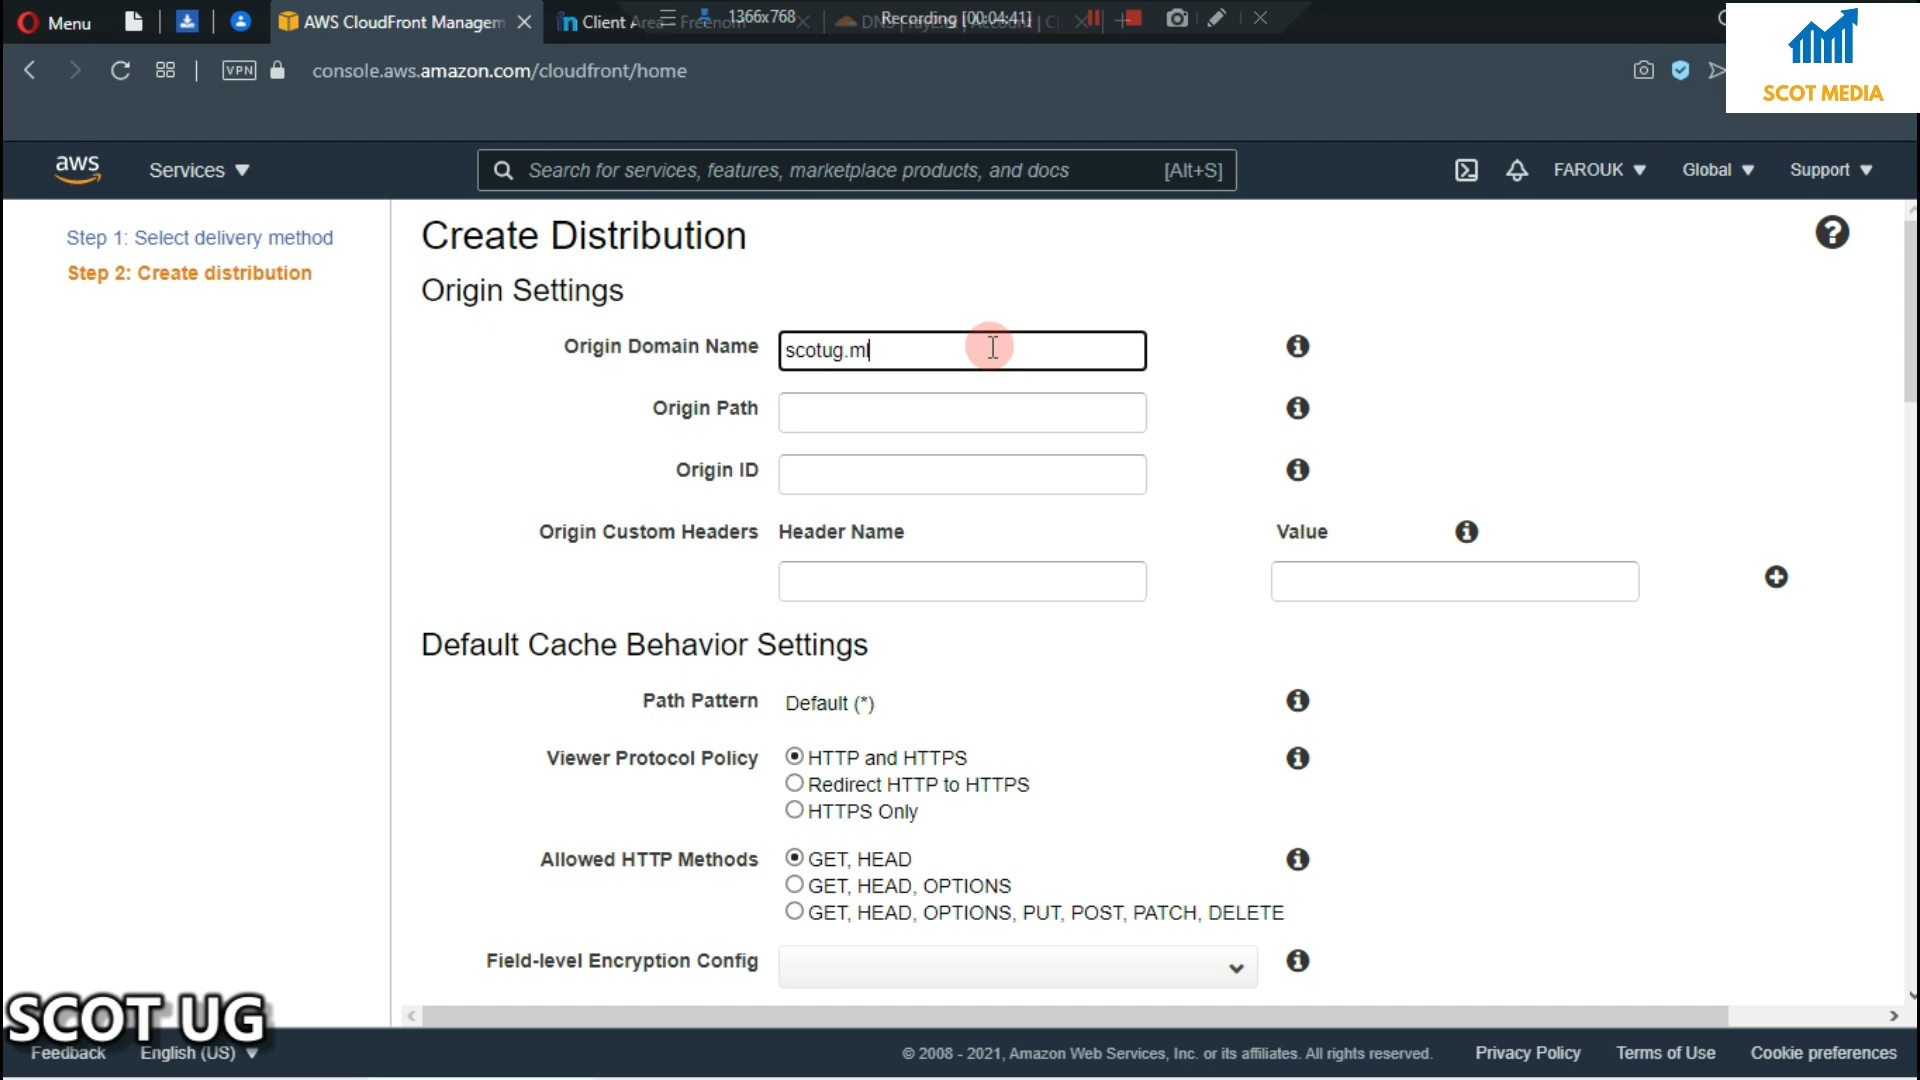 Menu
AWS CloudFront Managem
Client Area - Freenom
1366x768
Recording [00:04:41]
SCOT MEDIA
VPN
console.aws.amazon.com/cloudfront/home
aws
Services
Search for services, features, marketplace products, and docs
[Alt+S]
FAROUK
Global
Support
Step 1: Select delivery method
Step 2: Create distribution
Create Distribution
Origin Settings
Origin Domain Name
scotug.ml
Origin Path
Origin ID
Origin Custom Headers
Header Name
Value
Default Cache Behavior Settings
Path Pattern
Default (*)
Viewer Protocol Policy
HTTP and HTTPS
Redirect HTTP to HTTPS
HTTPS Only
Allowed HTTP Methods
GET, HEAD
GET, HEAD, OPTIONS
GET, HEAD, OPTIONS, PUT, POST, PATCH, DELETE
Field-level Encryption Config
SCOT UG
Feedback
English (US)
© 2008 - 2021, Amazon Web Services, Inc. or its affiliates. All rights reserved.
Privacy Policy
Terms of Use
Cookie preferences